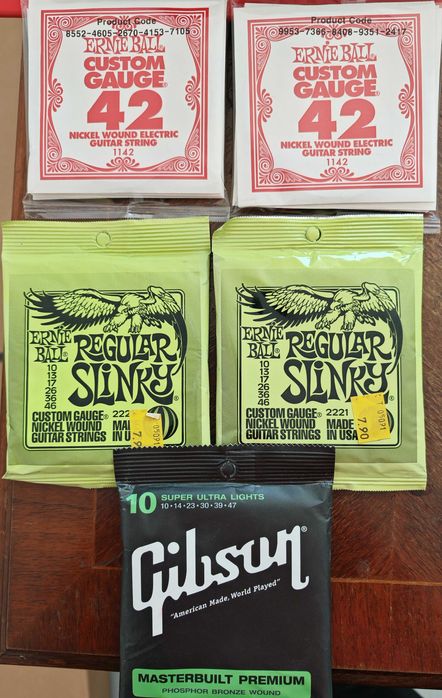 Product Code
8552-4605-2670-4153-7105
ERNIE BALL
CUSTOM
GAUGE®
42
NICKEL WOUND ELECTRIC
GUITAR STRING
1142
Product Code
9953-7366-8408-9351-2417
ERNIE BALL
CUSTOM
GAUGE®
42
NICKEL WOUND ELECTRIC
GUITAR STRING
1142
ERNIE
BALL®
REGULAR
SLINKY®
10
13
17
26
36
46
CUSTOM GAUGE®
NICKEL WOUND
GUITAR STRINGS
MADE
IN U
ERNIE
BALL®
REGULAR
SLINKY®
10
13
17
26
36
46
CUSTOM GAUGE®
NICKEL WOUND
GUITAR STRINGS
2221
MADE
IN USA
7.90
10 SUPER ULTRA LIGHTS
10•14•23•30•39•47
Gibson®
"American Made, World Played"
MASTERBUILT PREMIUM
PHOSPHOR BRONZE WOUND